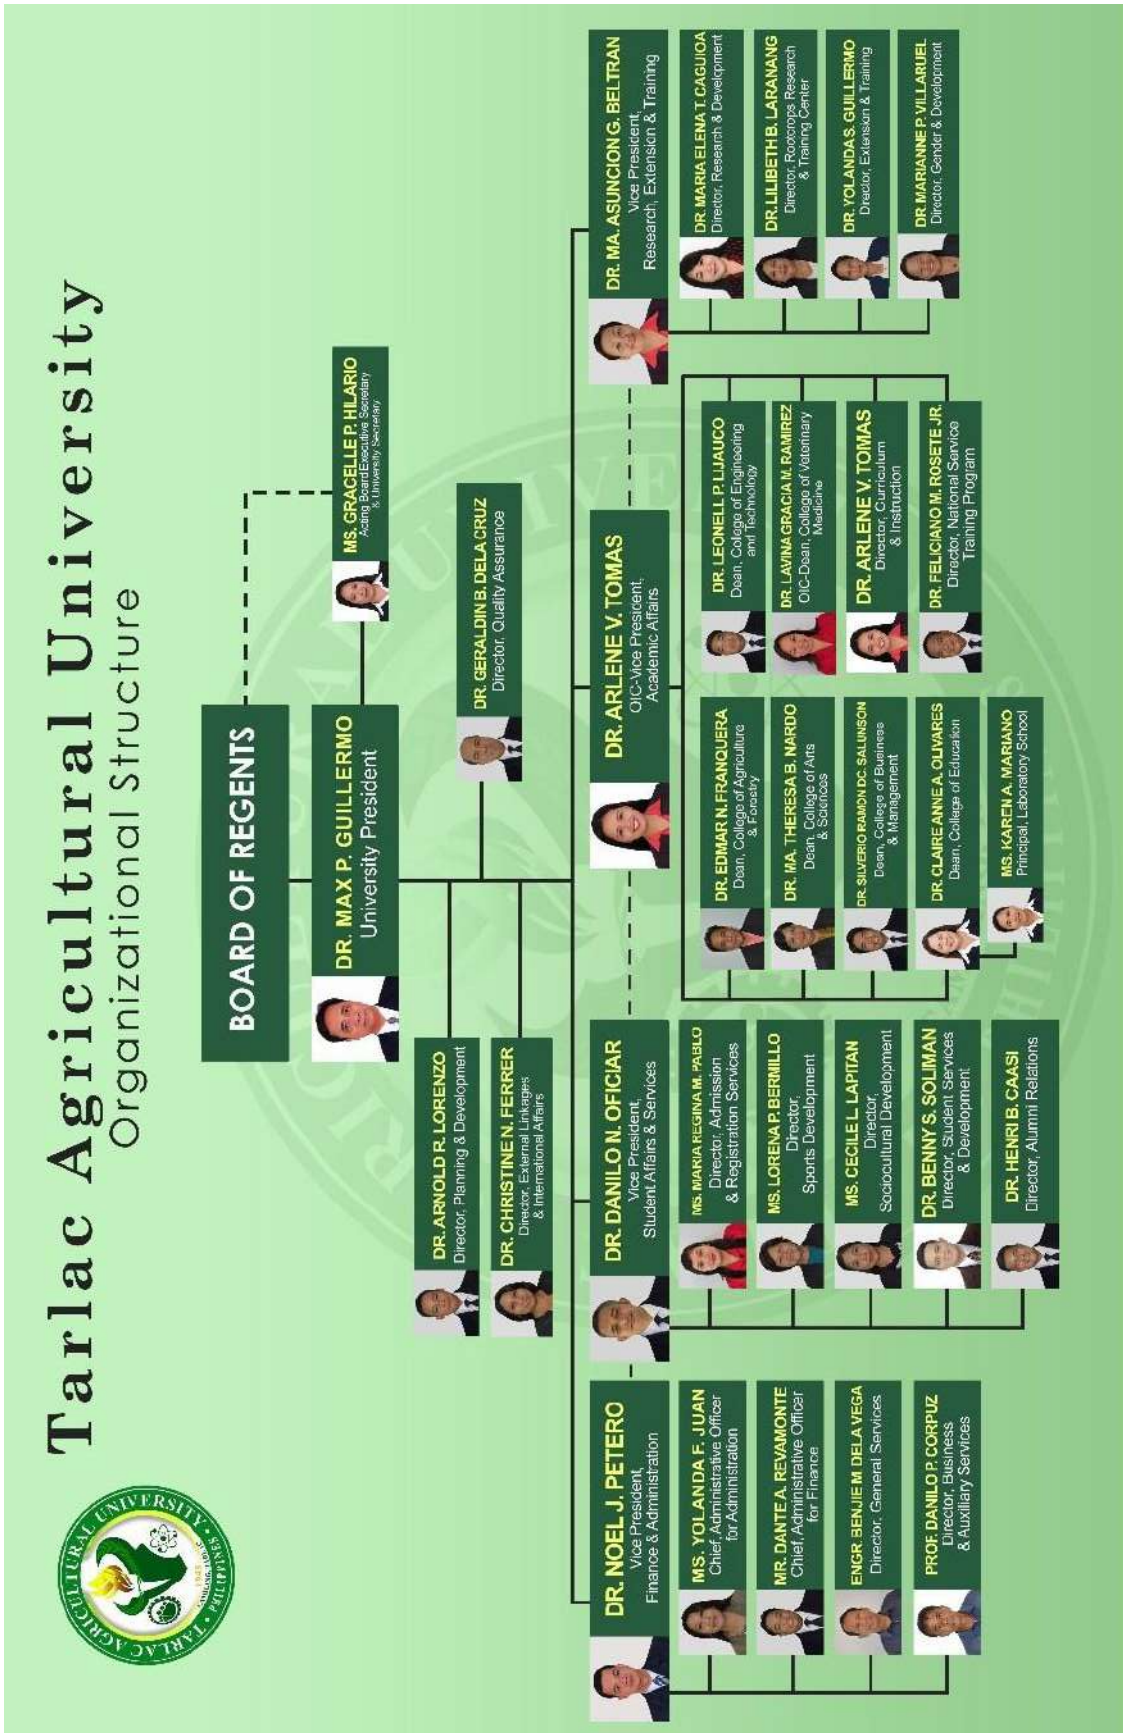 Tarlac Agricultural University
Organizational Structure
TARLAC AGRICULTURAL UNIVERSITY
PHILIPPINES
1945
BOARD OF REGENTS
DR. MAX P. GUILLERMO
University President
MS. GRACELLE P. HILARIO
Acting Board/Executive Secretary
& University Secretary
DR. ARNOLD R. LORENZO
Director, Planning & Development
DR. CHRISTINE N. FERRER
Director, External Linkages
& International Affairs
DR. GERALDIN B. DELA CRUZ
Director, Quality Assurance
DR. NOEL J. PETERO
Vice President,
Finance & Administration
MS. YOLANDA F. JUAN
Chief, Administrative Officer
for Administration
MR. DANTE A. REVAMONTE
Chief, Administrative Officer
for Finance
ENGR. BENJIE M DELA VEGA
Director, General Services
PROF. DANILO P. CORPUZ
Director, Business
& Auxiliary Services
DR. DANILO N. OFICIAR
Vice President,
Student Affairs & Services
MS. MARIA REGINA M. PABLO
Director, Admission
& Registration Services
MS. LORENA P. BERMILLO
Director,
Sports Development
MS. CECILE L. LAPITAN
Director,
Sociocultural Development
DR. BENNY S. SOLIMAN
Director, Student Services
& Development
DR. HENRI B. CAASI
Director, Alumni Relations
DR. ARLENE V. TOMAS
OIC-Vice President,
Academic Affairs
DR. EDMAR N. FRANQUERA
Dean, College of Agriculture
& Forestry
DR. MA. THERESA B. NARDO
Dean, College of Arts
& Sciences
DR. SILVERIO RAMON DC. SALUNSON
Dean, College of Business
& Management
DR. CLAIRE ANNE A. OLIVARES
Dean, College of Education
MS. KAREN A. MARIANO
Principal, Laboratory School
DR. LEONELL P. LIJAUCO
Dean, College of Engineering
and Technology
DR. LAVINA GRACIA M. RAMIREZ
OIC-Dean, College of Veterinary
Medicine
DR. ARLENE V. TOMAS
Director, Curriculum
& Instruction
DR. FELICIANO M. ROSETE JR.
Director, National Service
Training Program
DR. MA. ASUNCION G. BELTRAN
Vice President,
Research, Extension & Training
DR. MARIA ELENA T. CAGUIOA
Director, Research & Development
DR. LILIBETH B. LARANANG
Director, Rootcrops Research
& Training Center
DR. YOLANDA S. GUILLERMO
Director, Extension & Training
DR. MARIANNE P. VILLARUEL
Director, Gender & Development